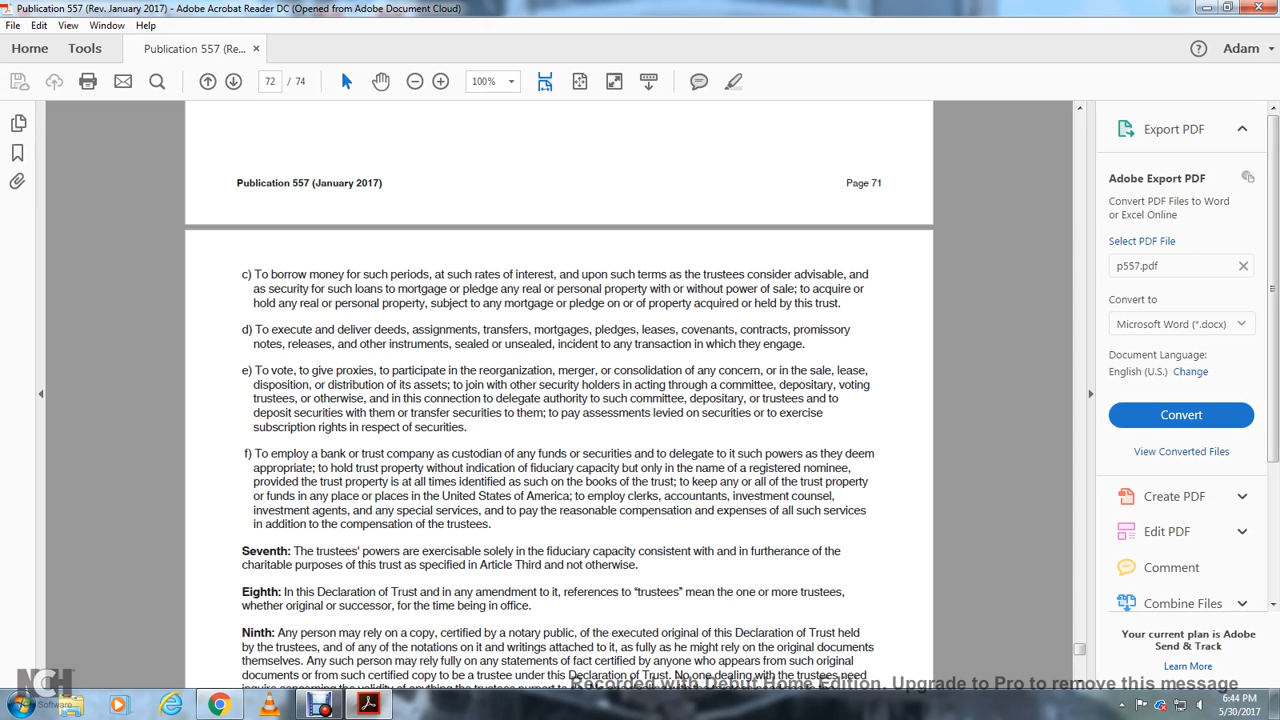 Publication 557 (Rev. January 2017) - Adobe Acrobat Reader DC (Opened from Adobe Document Cloud)
File Edit View Window Help
Home Tools Publication 557 (Re... × Adam
72 / 74 100%
Publication 557 (January 2017) Page 71
c) To borrow money for such periods, at such rates of interest, and upon such terms as the trustees consider advisable, and
as security for such loans to mortgage or pledge any real or personal property with or without power of sale; to acquire or
hold any real or personal property, subject to any mortgage or pledge on or of property acquired or held by this trust.
d) To execute and deliver deeds, assignments, transfers, mortgages, pledges, leases, covenants, contracts, promissory
notes, releases, and other instruments, sealed or unsealed, incident to any transaction in which they engage.
e) To vote, to give proxies, to participate in the reorganization, merger, or consolidation of any concern, or in the sale, lease,
disposition, or distribution of its assets; to join with other security holders in acting through a committee, depositary, voting
trustees, or otherwise, and in this connection to delegate authority to such committee, depositary, or trustees and to
deposit securities with them or transfer securities to them; to pay assessments levied on securities or to exercise
subscription rights in respect of securities.
f) To employ a bank or trust company as custodian of any funds or securities and to delegate to it such powers as they deem
appropriate; to hold trust property without indication of fiduciary capacity but only in the name of a registered nominee,
provided the trust property is at all times identified as such on the books of the trust; to keep any or all of the trust property
or funds in any place or places in the United States of America; to employ clerks, accountants, investment counsel,
investment agents, and any special services, and to pay the reasonable compensation and expenses of all such services
in addition to the compensation of the trustees.
Seventh: The trustees' powers are exercisable solely in the fiduciary capacity consistent with and in furtherance of the
charitable purposes of this trust as specified in Article Third and not otherwise.
Eighth: In this Declaration of Trust and in any amendment to it, references to “trustees” mean the one or more trustees,
whether original or successor, for the time being in office.
Ninth: Any person may rely on a copy, certified by a notary public, of the executed original of this Declaration of Trust held
by the trustees, and of any of the notations on it and writings attached to it, as fully as he might rely on the original documents
themselves. Any such person may rely fully on any statements of fact certified by anyone who appears from such original
documents or from such certified copy to be a trustee under this Declaration of Trust. No one dealing with the trustees need
Export PDF
Adobe Export PDF
Convert PDF Files to Word
or Excel Online
Select PDF File
p557.pdf
Convert to
Microsoft Word (*.docx)
Document Language:
English (U.S.) Change
Convert
View Converted Files
Create PDF
Edit PDF
Comment
Combine Files
Your current plan is Adobe
Send & Track
Learn More
Recorded with Debut Home Edition. Upgrade to Pro to remove this message
NCH
Software
6:44 PM
5/30/2017